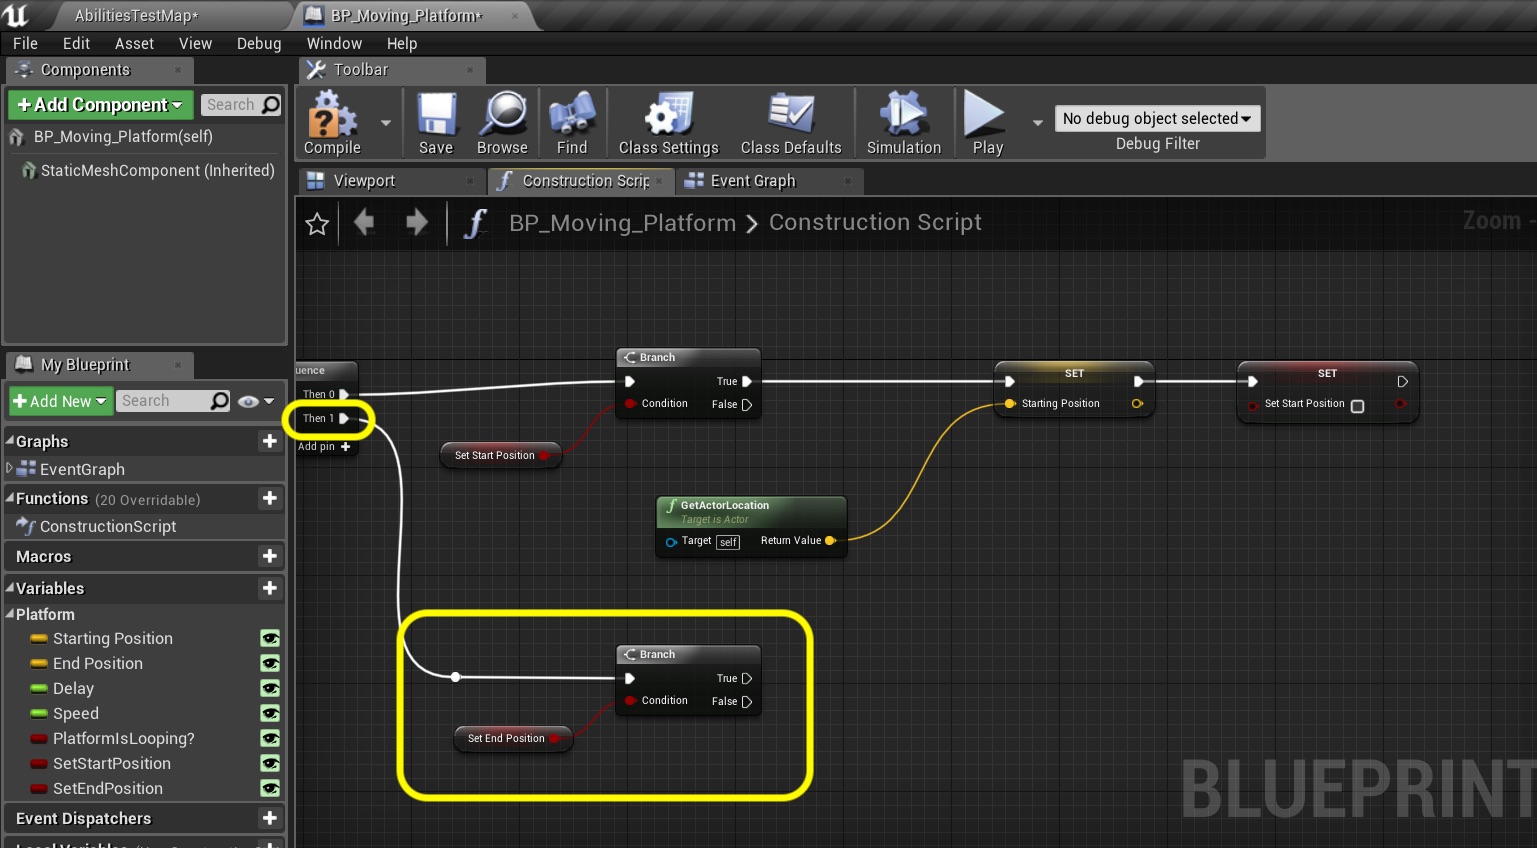 AbilitiesTestMap*
BP_Moving_Platform*
File Edit Asset View Debug Window Help
Components
Toolbar
+Add Component
Search
BP_Moving_Platform(self)
StaticMeshComponent (Inherited)
Compile
Save
Browse
Find
Class Settings
Class Defaults
Simulation
Play
No debug object selected
Debug Filter
Viewport
Construction Scrip
Event Graph
BP_Moving_Platform > Construction Script
Zoom -
My Blueprint
+ Add New
Search
Graphs
EventGraph
Functions (20 Overridable)
ConstructionScript
Macros
Variables
Platform
Starting Position
End Position
Delay
Speed
PlatformIsLooping?
SetStartPosition
SetEndPosition
Event Dispatchers
uence
Then 0
Then 1
Add pin +
Branch
True
Condition
False
Set Start Position
GetActorLocation
Target is Actor
Target self
Return Value
SET
Starting Position
SET
Set Start Position
Branch
True
Condition
False
Set End Position
BLUEPRINT